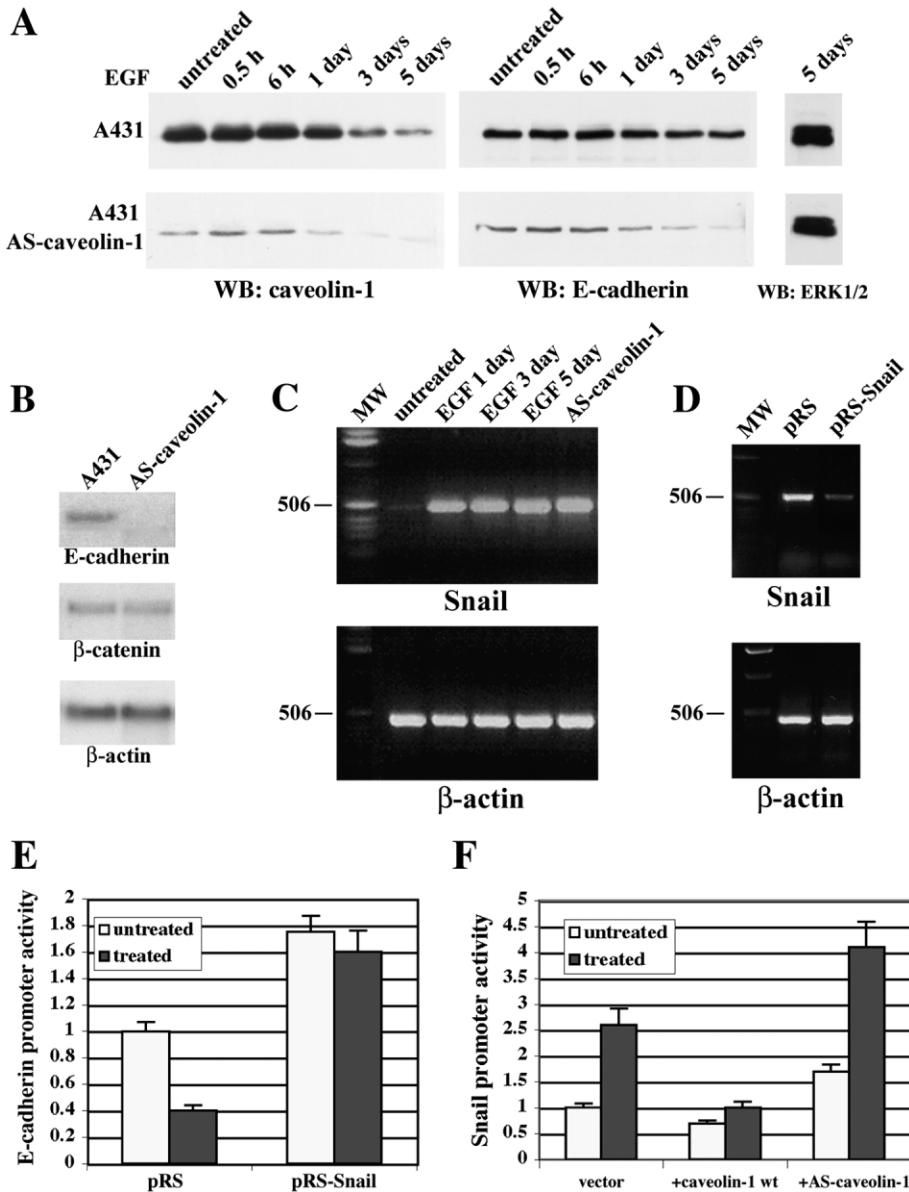 A
EGF
untreated
0.5 h
6 h
1 day
3 days
5 days
untreated
0.5 h
6 h
1 day
3 days
5 days
5 days
A431
A431
AS-caveolin-1
WB: caveolin-1
WB: E-cadherin
WB: ERK1/2
B
A431
AS-caveolin-1
E-cadherin
β-catenin
β-actin
C
MW
untreated
EGF 1 day
EGF 3 day
EGF 5 day
AS-caveolin-1
506
Snail
506
β-actin
D
MW
pRS
pRS-Snail
506
Snail
506
β-actin
E
E-cadherin promoter activity
2
1.8
1.6
1.4
1.2
1
0.8
0.6
0.4
0.2
0
untreated
treated
pRS
pRS-Snail
F
Snail promoter activity
5
4.5
4
3.5
3
2.5
2
1.5
1
0.5
0
untreated
treated
vector
+caveolin-1 wt
+AS-caveolin-1